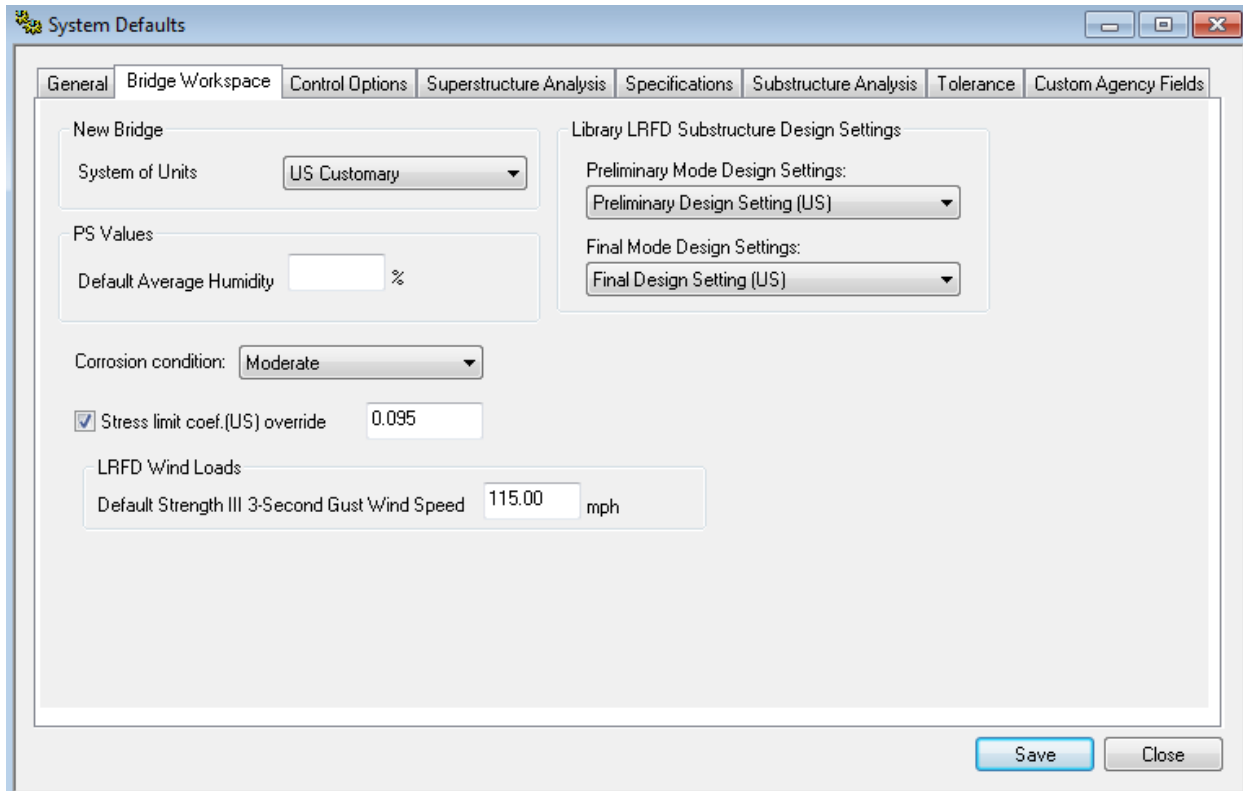 System Defaults
General Bridge Workspace Control Options Superstructure Analysis Specifications Substructure Analysis Tolerance Custom Agency Fields
New Bridge
System of Units US Customary
PS Values
Default Average Humidity %
Library LRFD Substructure Design Settings
Preliminary Mode Design Settings:
Preliminary Design Setting (US)
Final Mode Design Settings:
Final Design Setting (US)
Corrosion condition: Moderate
Stress limit coef.(US) override 0.095
LRFD Wind Loads
Default Strength III 3-Second Gust Wind Speed 115.00 mph
Save Close